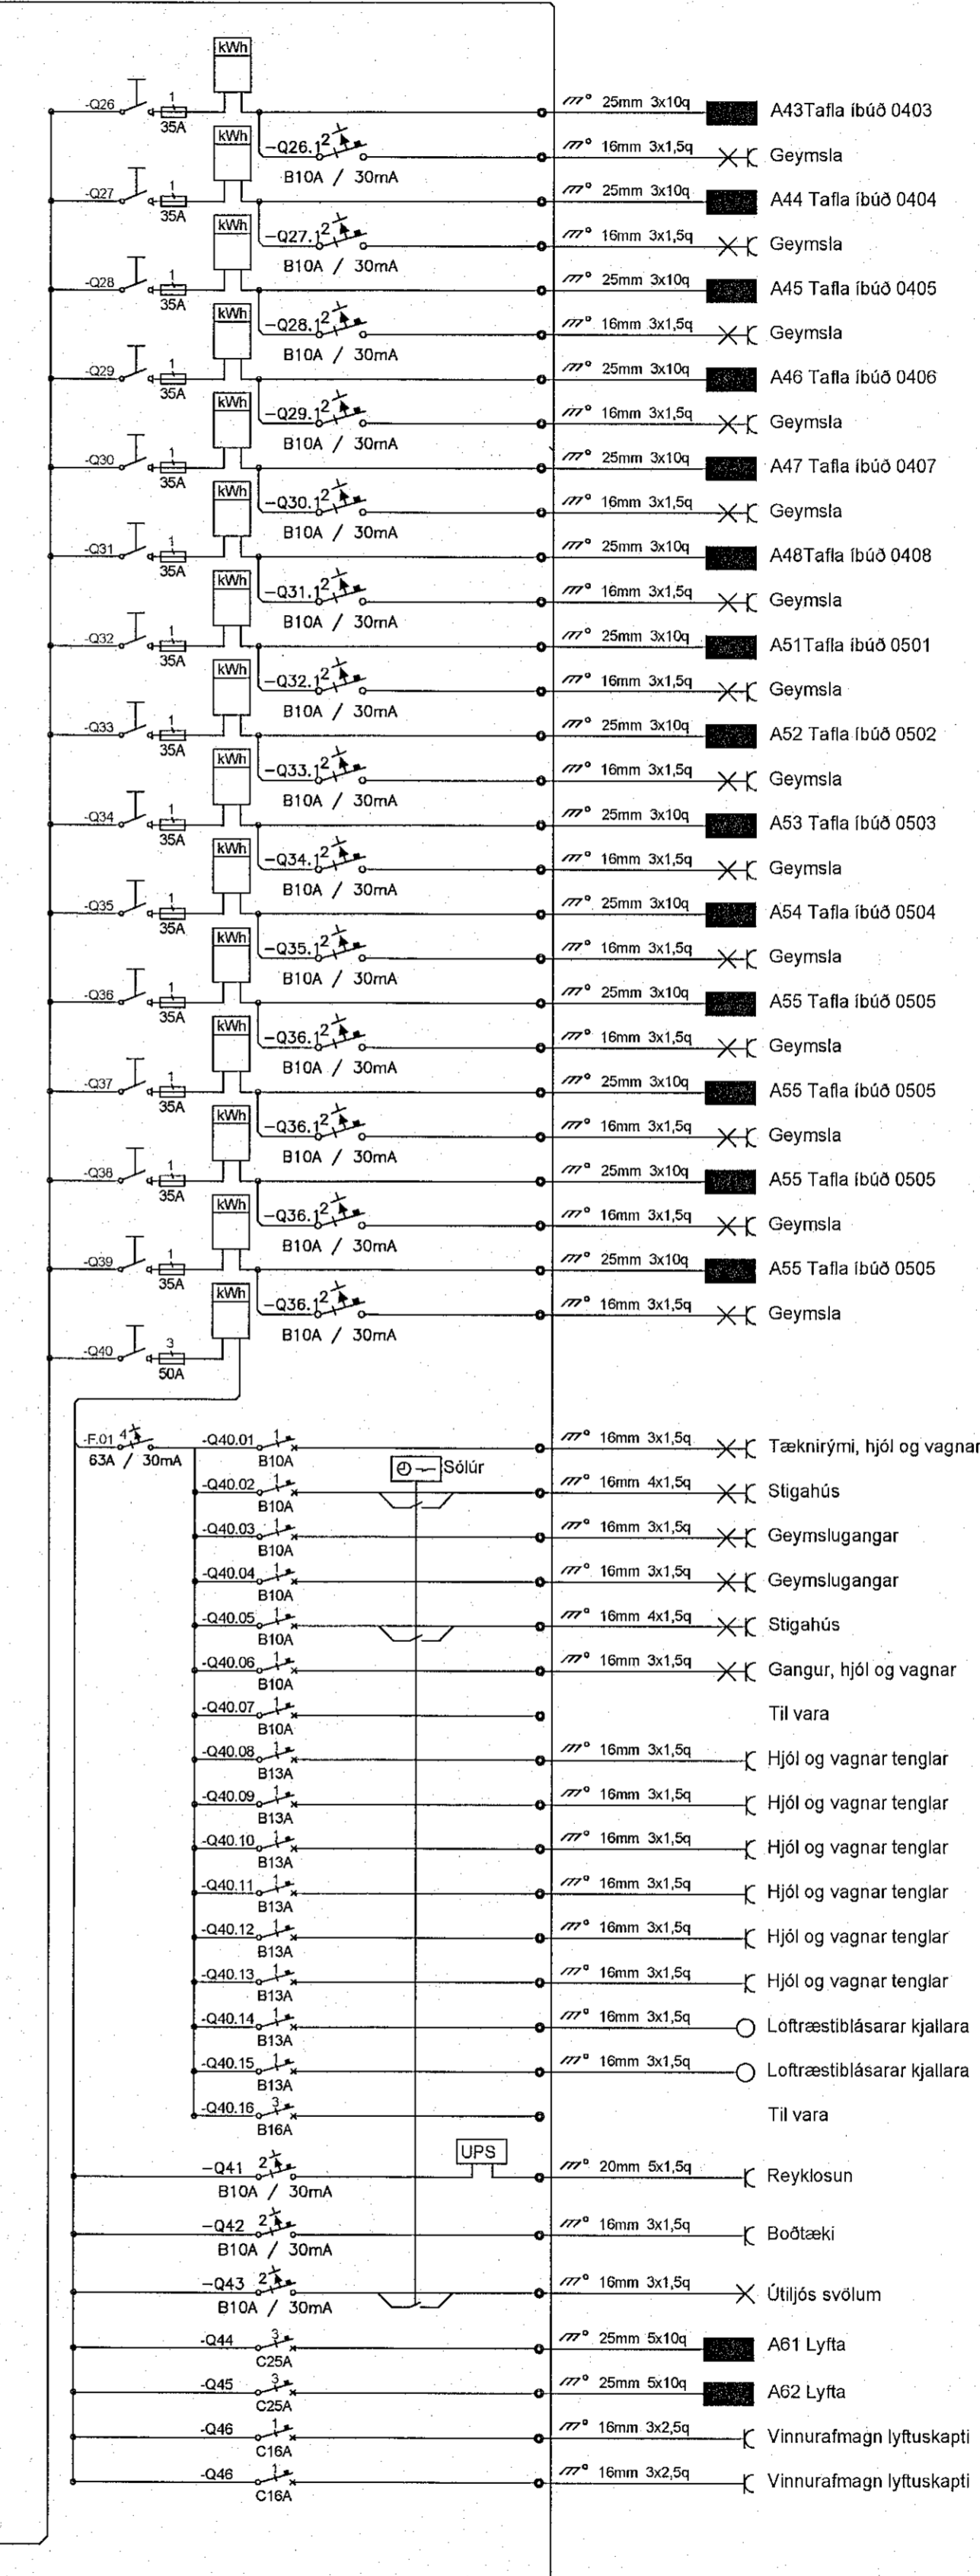 kWh
-Q26 1 25mm 3x10q A43Tafla íbúð 0403
35A
kWh -Q26.1 2 16mm 3x1,5q Geymsla
B10A / 30mA
-Q27 1 25mm 3x10q A44 Tafla íbúð 0404
35A
kWh -Q27.1 2 16mm 3x1,5q Geymsla
B10A / 30mA
-Q28 1 25mm 3x10q A45 Tafla íbúð 0405
35A
kWh -Q28.1 2 16mm 3x1,5q Geymsla
B10A / 30mA
-Q29 1 25mm 3x10q A46 Tafla íbúð 0406
35A
kWh -Q29.1 2 16mm 3x1,5q Geymsla
B10A / 30mA
-Q30 1 25mm 3x10q A47 Tafla íbúð 0407
35A
kWh -Q30.1 2 16mm 3x1,5q Geymsla
B10A / 30mA
-Q31 1 25mm 3x10q A48Tafla íbúð 0408
35A
kWh -Q31.1 2 16mm 3x1,5q Geymsla
B10A / 30mA
-Q32 1 25mm 3x10q A51Tafla íbúð 0501
35A
kWh -Q32.1 2 16mm 3x1,5q Geymsla
B10A / 30mA
-Q33 1 25mm 3x10q A52 Tafla íbúð 0502
35A
kWh -Q33.1 2 16mm 3x1,5q Geymsla
B10A / 30mA
-Q34 1 25mm 3x10q A53 Tafla íbúð 0503
35A
kWh -Q34.1 2 16mm 3x1,5q Geymsla
B10A / 30mA
-Q35 1 25mm 3x10q A54 Tafla íbúð 0504
35A
kWh -Q35.1 2 16mm 3x1,5q Geymsla
B10A / 30mA
-Q36 1 25mm 3x10q A55 Tafla íbúð 0505
35A
kWh -Q36.1 2 16mm 3x1,5q Geymsla
B10A / 30mA
-Q37 1 25mm 3x10q A55 Tafla íbúð 0505
35A
kWh -Q36.1 2 16mm 3x1,5q Geymsla
B10A / 30mA
-Q38 1 25mm 3x10q A55 Tafla íbúð 0505
35A
kWh -Q36.1 2 16mm 3x1,5q Geymsla
B10A / 30mA
-Q39 1 25mm 3x10q A55 Tafla íbúð 0505
35A
kWh -Q36.1 2 16mm 3x1,5q Geymsla
B10A / 30mA
-Q40 3
50A
-F.01 4 -Q40.01 1 16mm 3x1,5q Tæknirými, hjól og vagnar
63A / 30mA B10A
Sólúr
-Q40.02 1 16mm 4x1,5q Stigahús
B10A
-Q40.03 1 16mm 3x1,5q Geymslugangar
B10A
-Q40.04 1 16mm 3x1,5q Geymslugangar
B10A
-Q40.05 1 16mm 4x1,5q Stigahús
B10A
-Q40.06 1 16mm 3x1,5q Gangur, hjól og vagnar
B10A
-Q40.07 1 Til vara
B10A
-Q40.08 1 16mm 3x1,5q Hjól og vagnar tenglar
B13A
-Q40.09 1 16mm 3x1,5q Hjól og vagnar tenglar
B13A
-Q40.10 1 16mm 3x1,5q Hjól og vagnar tenglar
B13A
-Q40.11 1 16mm 3x1,5q Hjól og vagnar tenglar
B13A
-Q40.12 1 16mm 3x1,5q Hjól og vagnar tenglar
B13A
-Q40.13 1 16mm 3x1,5q Hjól og vagnar tenglar
B13A
-Q40.14 1 16mm 3x1,5q Loftræstiblásarar kjallara
B13A
-Q40.15 1 16mm 3x1,5q Loftræstiblásarar kjallara
B13A
-Q40.16 3 Til vara
B16A
UPS
-Q41 2 20mm 5x1,5q Reyklosun
B10A / 30mA
-Q42 2 16mm 3x1,5q Boðtæki
B10A / 30mA
-Q43 2 16mm 3x1,5q Útiljós svölum
B10A / 30mA
-Q44 3 25mm 5x10q A61 Lyfta
C25A
-Q45 3 25mm 5x10q A62 Lyfta
C25A
-Q46 1 16mm 3x2,5q Vinnurafmagn lyftuskapti
C16A
-Q46 1 16mm 3x2,5q Vinnurafmagn lyftuskapti
C16A